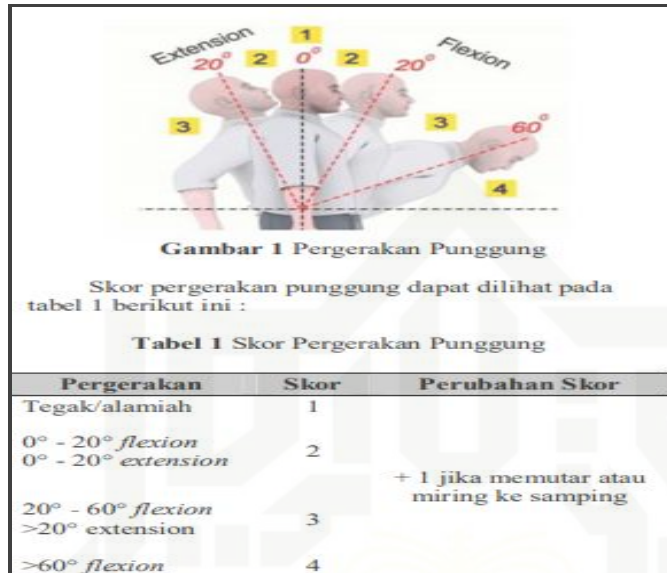 Extension
Flexion
20° 2 1 0° 2 20°
3 3 60°
4
Gambar 1 Pergerakan Punggung
Skor pergerakan punggung dapat dilihat pada
tabel 1 berikut ini :
Tabel 1 Skor Pergerakan Punggung
Pergerakan Skor Perubahan Skor
Tegak/alamiah 1
0° - 20° flexion
0° - 20° extension
2
+ 1 jika memutar atau
miring ke samping
20° - 60° flexion
>20° extension
3
>60° flexion 4